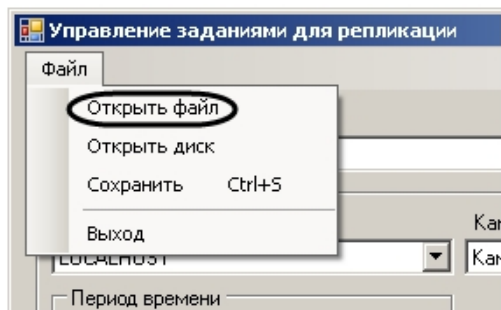 Управление заданиями для репликации
Файл
Открыть файл
Открыть диск
Сохранить Ctrl+S
Выход
LOCALHOST
Период времени